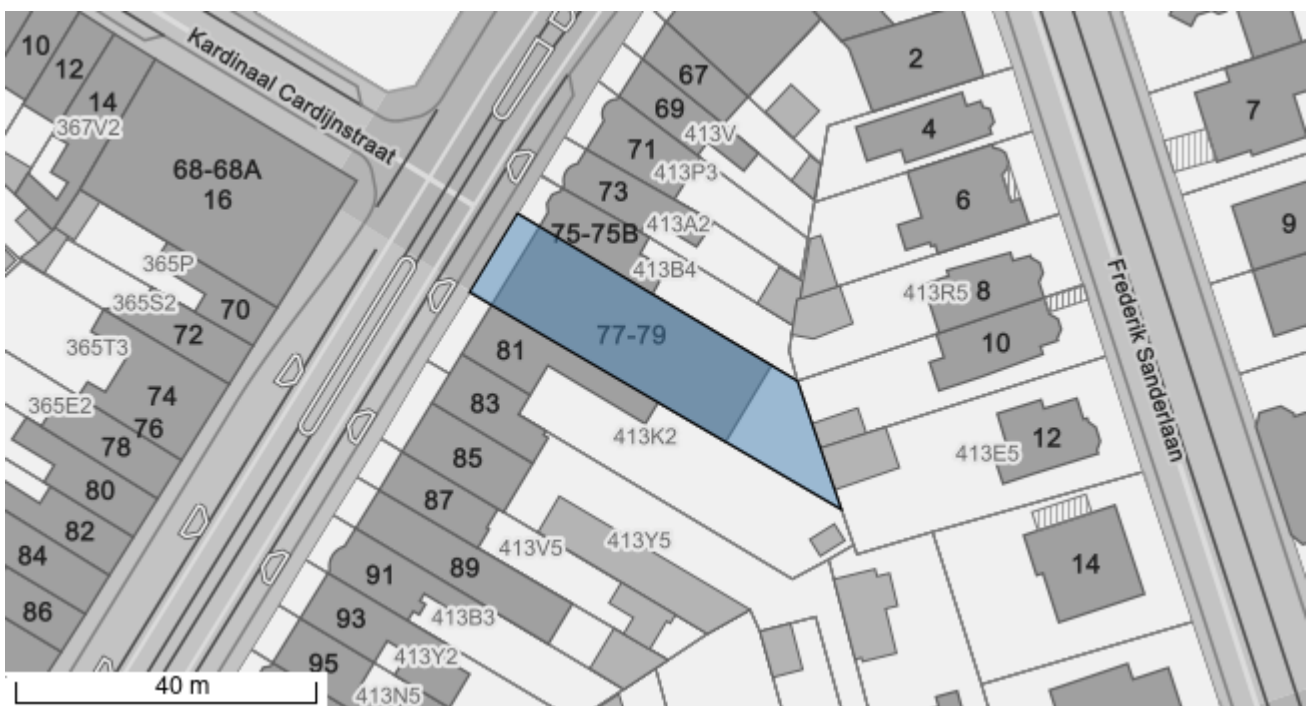 10
12
14
367V2
Kardinaal Cardijnstraat
68-68A
16
365P
365S2
70
365T3
72
74
76
365E2
78
80
82
84
86
67
69
413V
71
413P3
73
413A2
75-75B
413B4
77-79
81
83
413K2
85
87
413Y5
413V5
89
91
413B3
93
413Y2
95
413N5
2
4
6
8
413R5
10
12
413E5
14
7
9
Frederik Sanderlaan
40 m